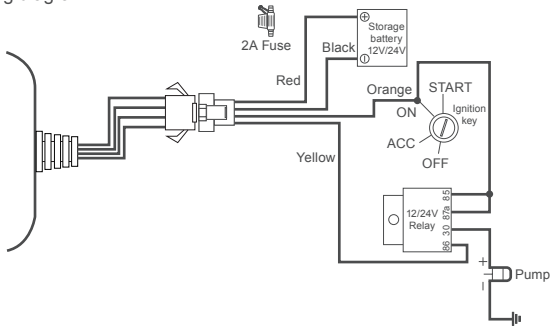 2A Fuse
Storage
battery
12V/24V
Black
Red
Orange
START
ON
Ignition
key
ACC
OFF
Yellow
85
87a
30
86
12/24V
Relay
Pump